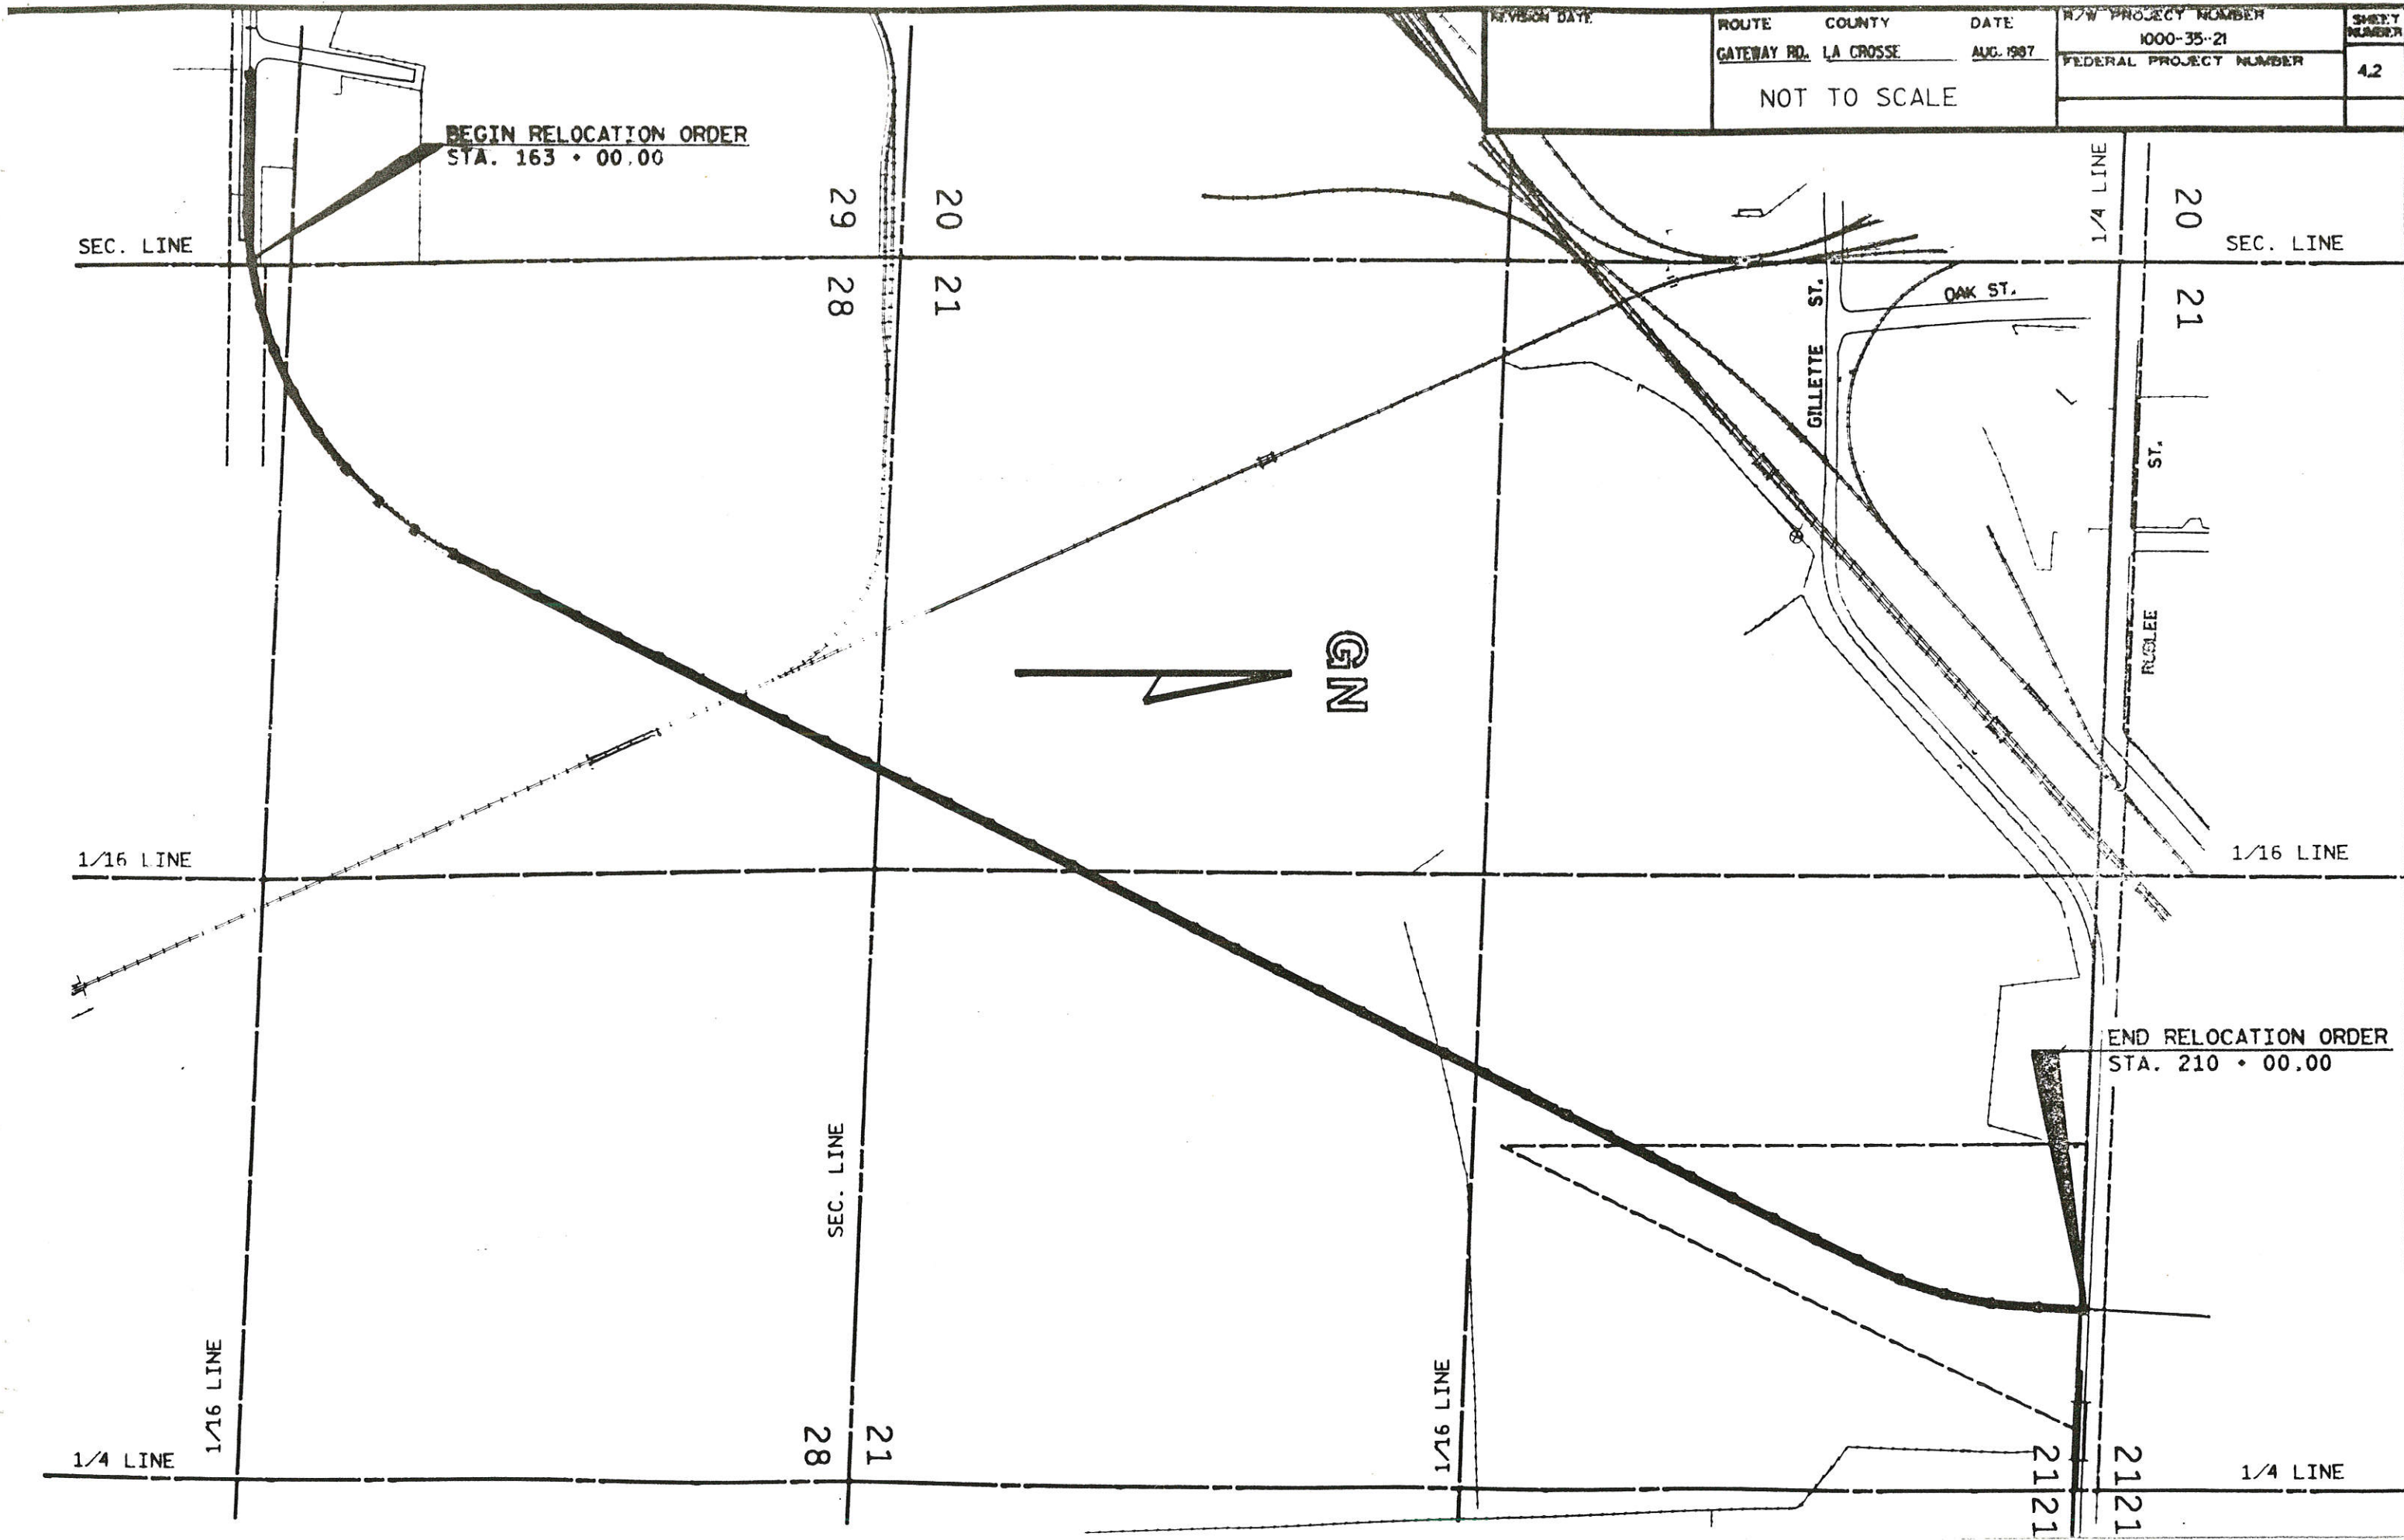 REVISION DATE
ROUTE COUNTY DATE
GATEWAY RD. LA CROSSE AUG. 1987
NOT TO SCALE
R/W PROJECT NUMBER
1000-35-21
FEDERAL PROJECT NUMBER
SHEET
NUMBER
4.2
BEGIN RELOCATION ORDER
STA. 163 + 00.00
29
20
28
21
SEC. LINE
1/4 LINE
20
21
SEC. LINE
OAK ST.
GILLETTE ST.
RUBLEE ST.
GN
1/16 LINE
1/16 LINE
END RELOCATION ORDER
STA. 210 + 00.00
SEC. LINE
1/16 LINE
1/16 LINE
28
21
1/4 LINE
21 21
21 21
1/4 LINE